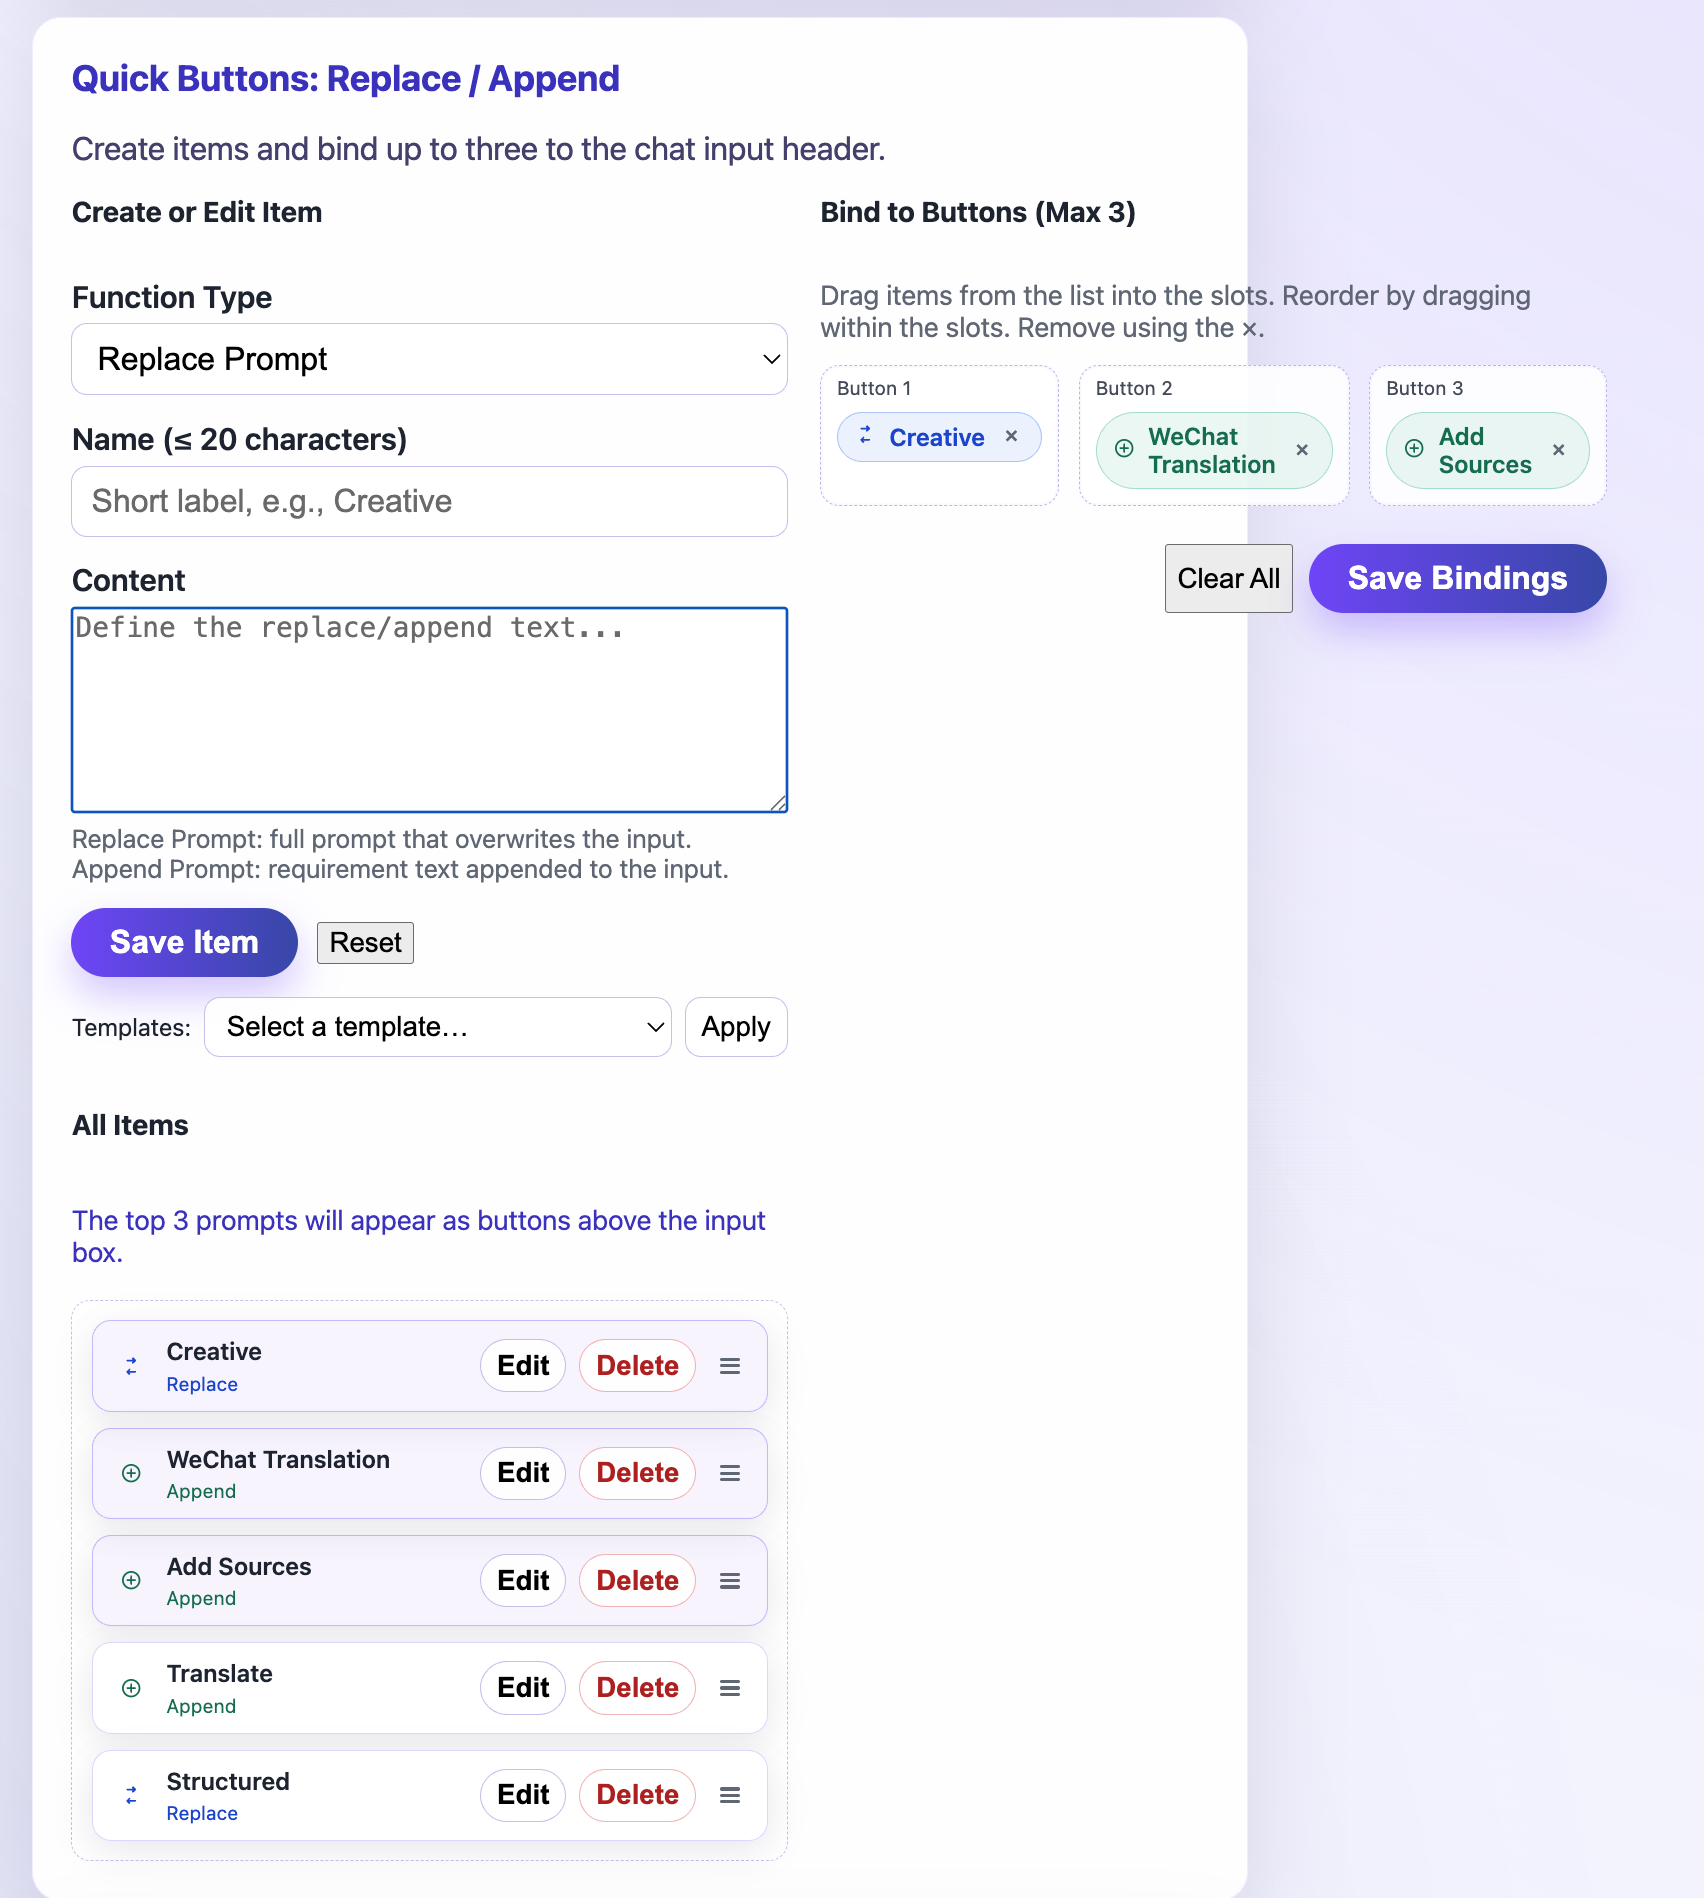 Quick Buttons: Replace / Append
Create items and bind up to three to the chat input header.
Create or Edit Item
Function Type
Replace Prompt
Name (≤ 20 characters)
Short label, e.g., Creative
Content
Define the replace/append text...
Replace Prompt: full prompt that overwrites the input.
Append Prompt: requirement text appended to the input.
Save Item
Reset
Templates:
Select a template...
Apply
All Items
The top 3 prompts will appear as buttons above the input
box.
Creative
Replace
Edit
Delete
WeChat Translation
Append
Edit
Delete
Add Sources
Append
Edit
Delete
Translate
Append
Edit
Delete
Structured
Replace
Edit
Delete
Bind to Buttons (Max 3)
Drag items from the list into the slots. Reorder by dragging
within the slots. Remove using the ×.
Button 1
Creative ×
Button 2
WeChat
Translation ×
Button 3
Add
Sources ×
Clear All
Save Bindings